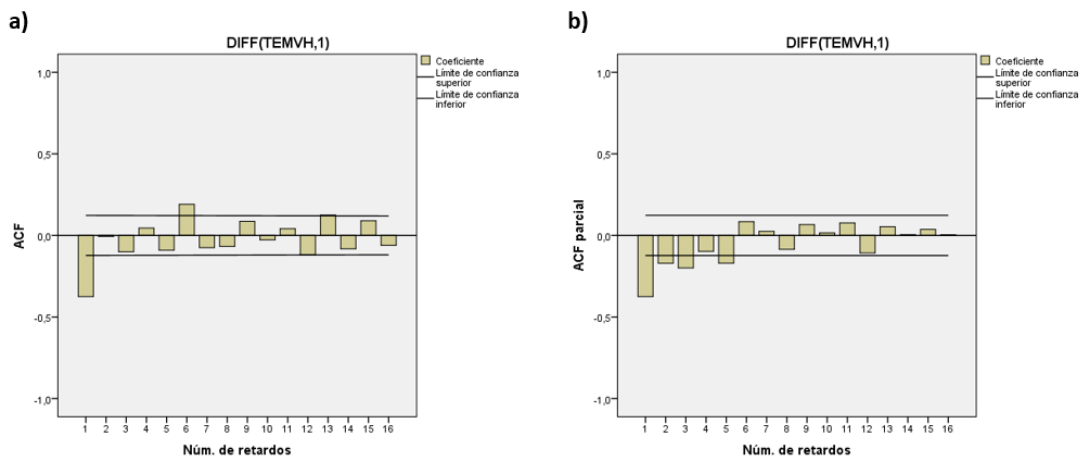 a)
DIFF(TEMVH,1)
Coeficiente
Límite de confianza
superior
Límite de confianza
inferior
1,0
0,5
0,0
-0,5
-1,0
ACF
1 2 3 4 5 6 7 8 9 10 11 12 13 14 15 16
Núm. de retardos
b)
DIFF(TEMVH,1)
Coeficiente
Límite de confianza
superior
Límite de confianza
inferior
1,0
0,5
0,0
-0,5
-1,0
ACF parcial
1 2 3 4 5 6 7 8 9 10 11 12 13 14 15 16
Núm. de retardos